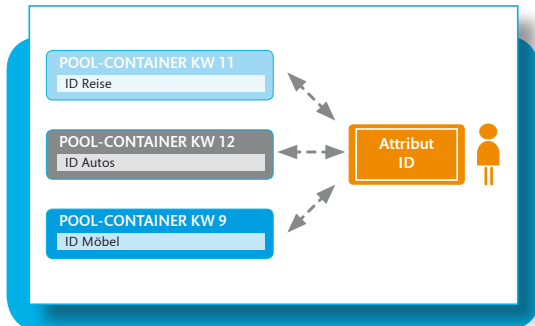 POOL-CONTAINER KW 11
ID Reise
POOL-CONTAINER KW 12
ID Autos
Attribut
ID
POOL-CONTAINER KW 9
ID Möbel